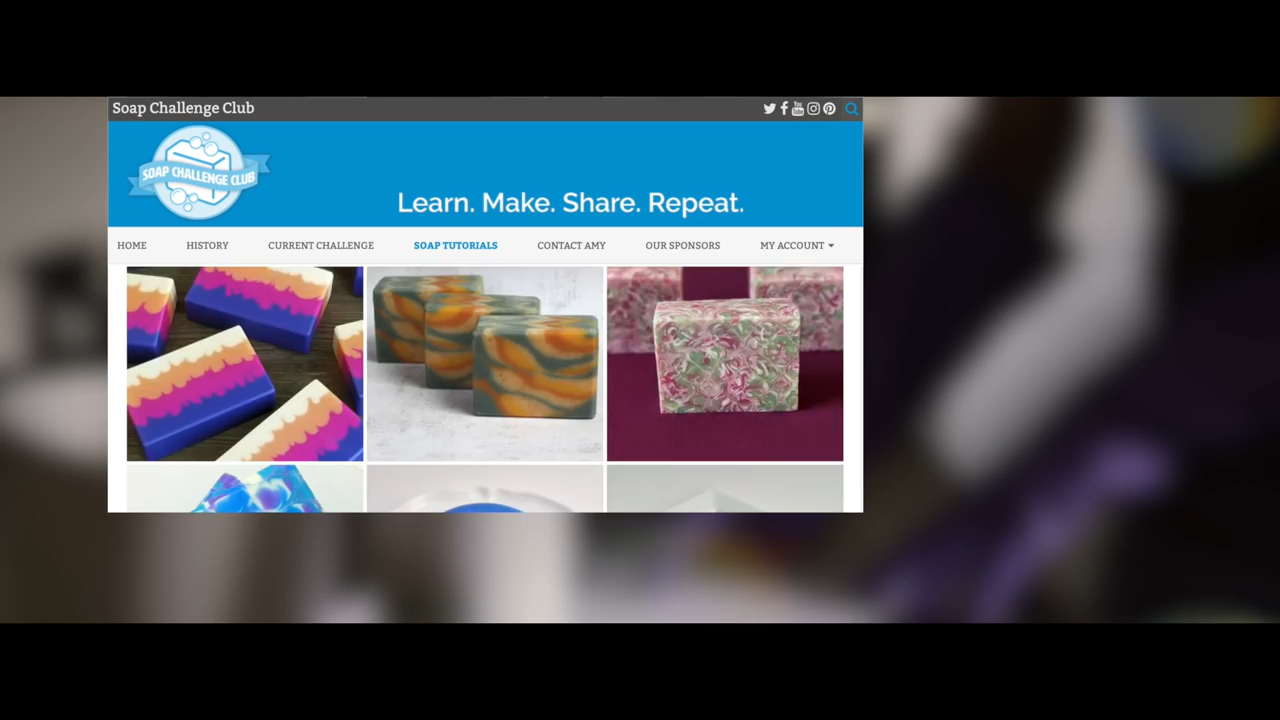 Soap Challenge Club
SOAP CHALLENGE CLUB
Learn. Make. Share. Repeat.
HOME HISTORY CURRENT CHALLENGE SOAP TUTORIALS CONTACT AMY OUR SPONSORS MY ACCOUNT